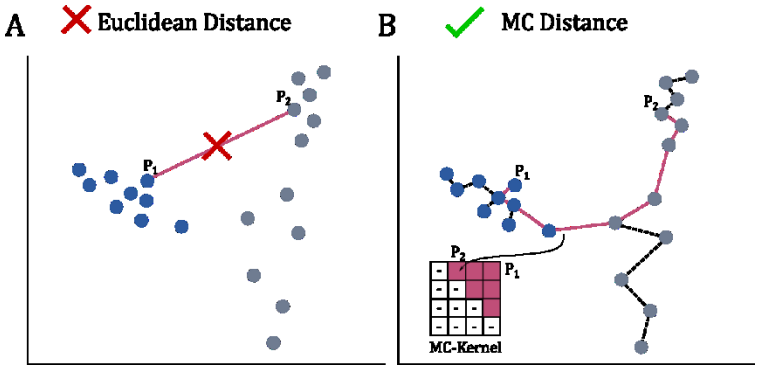 A
Euclidean Distance
P2
P1
B
MC Distance
P2
P1
P2
P1
-
- -
- - -
- - - -
MC-Kernel